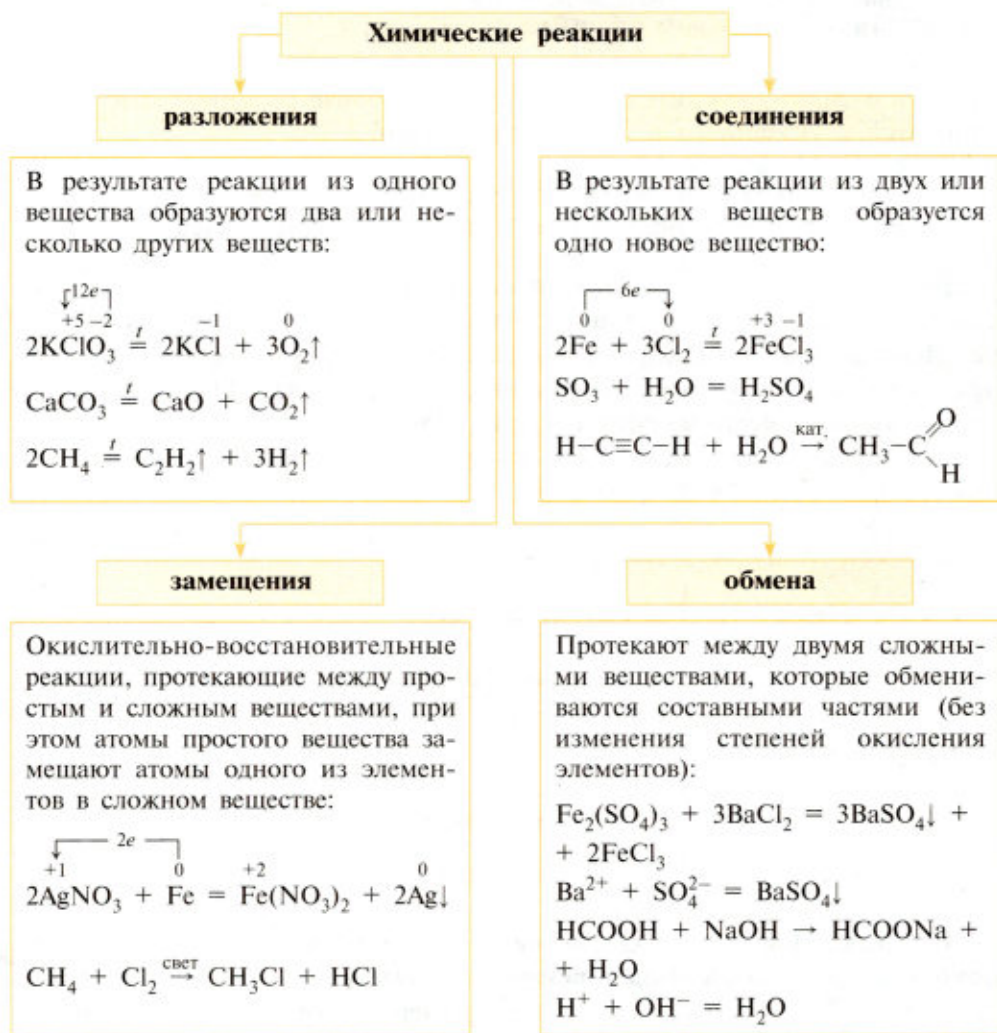 Химические реакции
разложения
В результате реакции из одного
вещества образуются два или не-
сколько других веществ:
12e
+5 −2 −1 0
2KClO₃ =ᵗ 2KCl + 3O₂↑
CaCO₃ =ᵗ CaO + CO₂↑
2CH₄ =ᵗ C₂H₂↑ + 3H₂↑
соединения
В результате реакции из двух или
нескольких веществ образуется
одно новое вещество:
6e
0 0 +3 −1
2Fe + 3Cl₂ =ᵗ 2FeCl₃
SO₃ + H₂O = H₂SO₄
O
H−C≡C−H + H₂O кат.→ CH₃−C
H
замещения
Окислительно-восстановительные
реакции, протекающие между про-
стым и сложным веществами, при
этом атомы простого вещества за-
мещают атомы одного из элемен-
тов в сложном веществе:
2e
+1 0 +2 0
2AgNO₃ + Fe = Fe(NO₃)₂ + 2Ag↓
CH₄ + Cl₂ свет→ CH₃Cl + HCl
обмена
Протекают между двумя сложны-
ми веществами, которые обмени-
ваются составными частями (без
изменения степеней окисления
элементов):
Fe₂(SO₄)₃ + 3BaCl₂ = 3BaSO₄↓ +
+ 2FeCl₃
Ba²⁺ + SO₄²⁻ = BaSO₄↓
HCOOH + NaOH → HCOONa +
+ H₂O
H⁺ + OH⁻ = H₂O